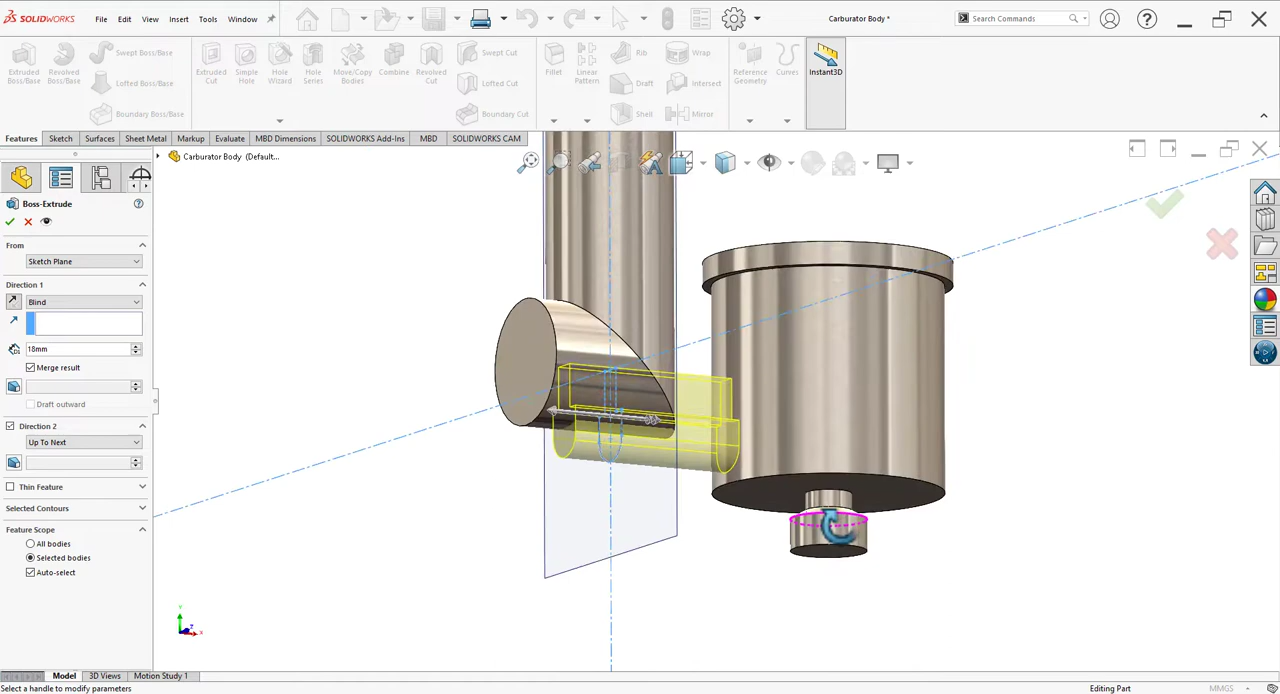 SOLIDWORKS File Edit View Insert Tools Window Carburator Body * Search Commands
Extruded Boss/Base
Revolved Boss/Base
Swept Boss/Base
Lofted Boss/Base
Boundary Boss/Base
Extruded Cut
Simple Hole
Hole Wizard
Hole Series
Move/Copy Bodies
Combine
Revolved Cut
Swept Cut
Lofted Cut
Boundary Cut
Fillet
Linear Pattern
Rib
Draft
Shell
Wrap
Intersect
Mirror
Reference Geometry
Curves
Instant3D
Features Sketch Surfaces Sheet Metal Markup Evaluate MBD Dimensions SOLIDWORKS Add-Ins MBD SOLIDWORKS CAM
Carburator Body (Default...
Boss-Extrude
From
Sketch Plane
Direction 1
Blind
18mm
Merge result
Draft outward
Direction 2
Up To Next
Thin Feature
Selected Contours
Feature Scope
All bodies
Selected bodies
Auto-select
Y
Z
X
Model 3D Views Motion Study 1
Select a handle to modify parameters Editing Part MMGS